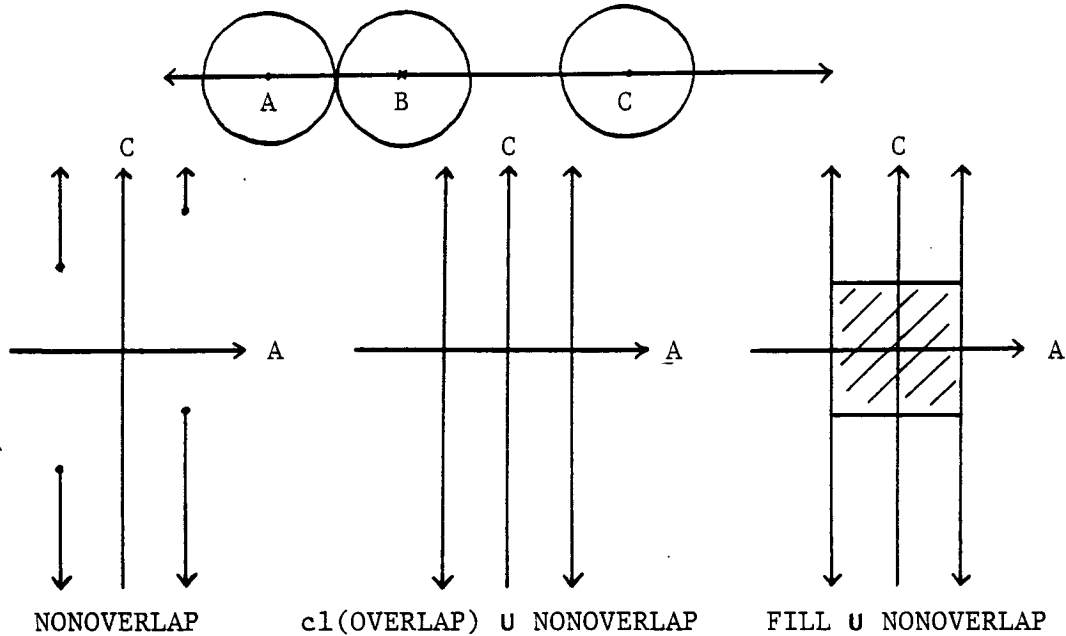 A B C
C C C
A A A
NONOVERLAP cl(OVERLAP) U NONOVERLAP FILL U NONOVERLAP